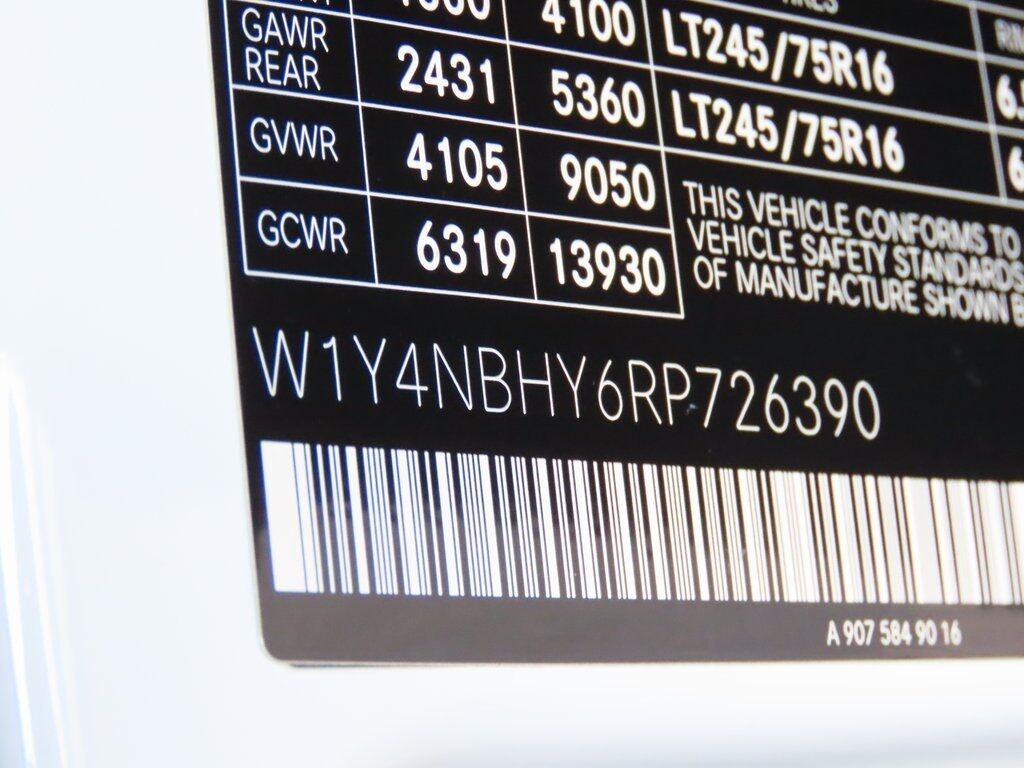 4100
GAWR
REAR 2431 5360 LT245/75R16
GVWR 4105 9050 LT245/75R16
GCWR 6319 13930
THIS VEHICLE CONFORMS TO
VEHICLE SAFETY STANDARDS
OF MANUFACTURE SHOWN
W1Y4NBHY6RP726390
A 907 584 90 16